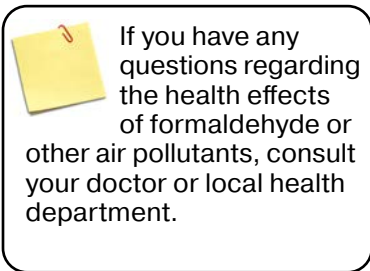 If you have any
questions regarding
the health effects
of formaldehyde or
other air pollutants, consult
your doctor or local health
department.